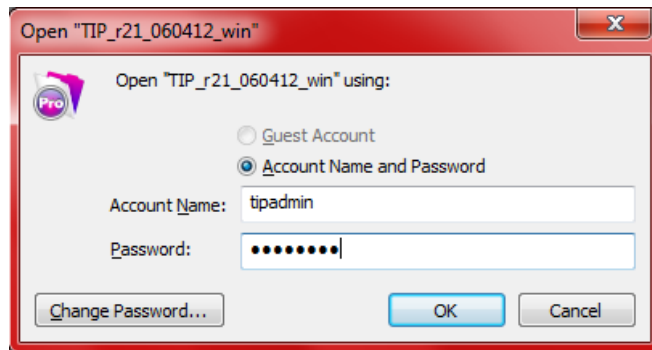 Open "TIP_r21_060412_win"
Open "TIP_r21_060412_win" using:
Pro
Guest Account
Account Name and Password
Account Name: tipadmin
Password: ●●●●●●●●
Change Password... OK Cancel